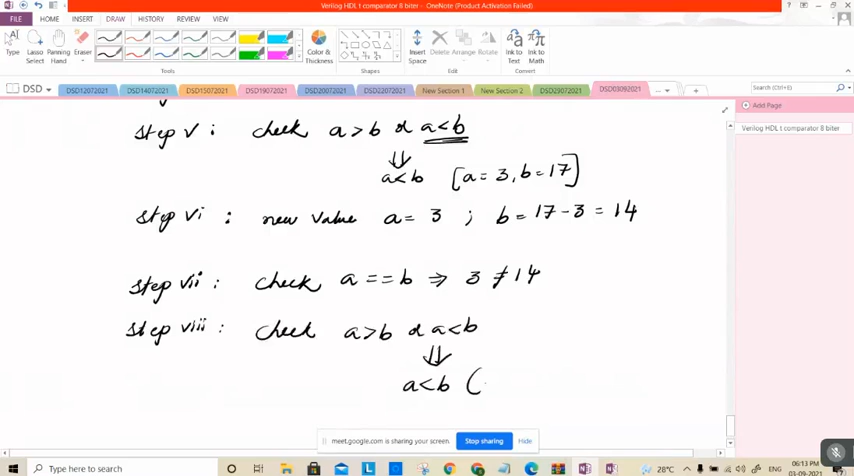 Verilog HDL t comparator 8 biter - OneNote (Product Activation Failed)
FILE HOME INSERT DRAW HISTORY REVIEW VIEW
Type Lasso Select Panning Hand Eraser Color & Thickness Insert Space Delete Arrange Rotate Ink to Text Ink to Math
Tools Shapes Edit Convert
DSD DSD12072021 DSD14072021 DSD15072021 DSD19072021 DSD20072021 DSD22072021 New Section 1 New Section 2 DSD29072021 DSD03092021 ... + Search (Ctrl+E)
Add Page
Verilog HDL t comparator 8 biter
step v : check a>b or a<b
⇓
a<b [a = 3, b = 17]
step vi : new value a = 3 ; b = 17 - 3 = 14
step vii : check a == b ⇒ 3 ≠ 14
step viii : check a>b or a<b
⇓
a<b (
meet.google.com is sharing your screen. Stop sharing Hide
Type here to search
28°C ENG 06:13 PM
03-09-2021